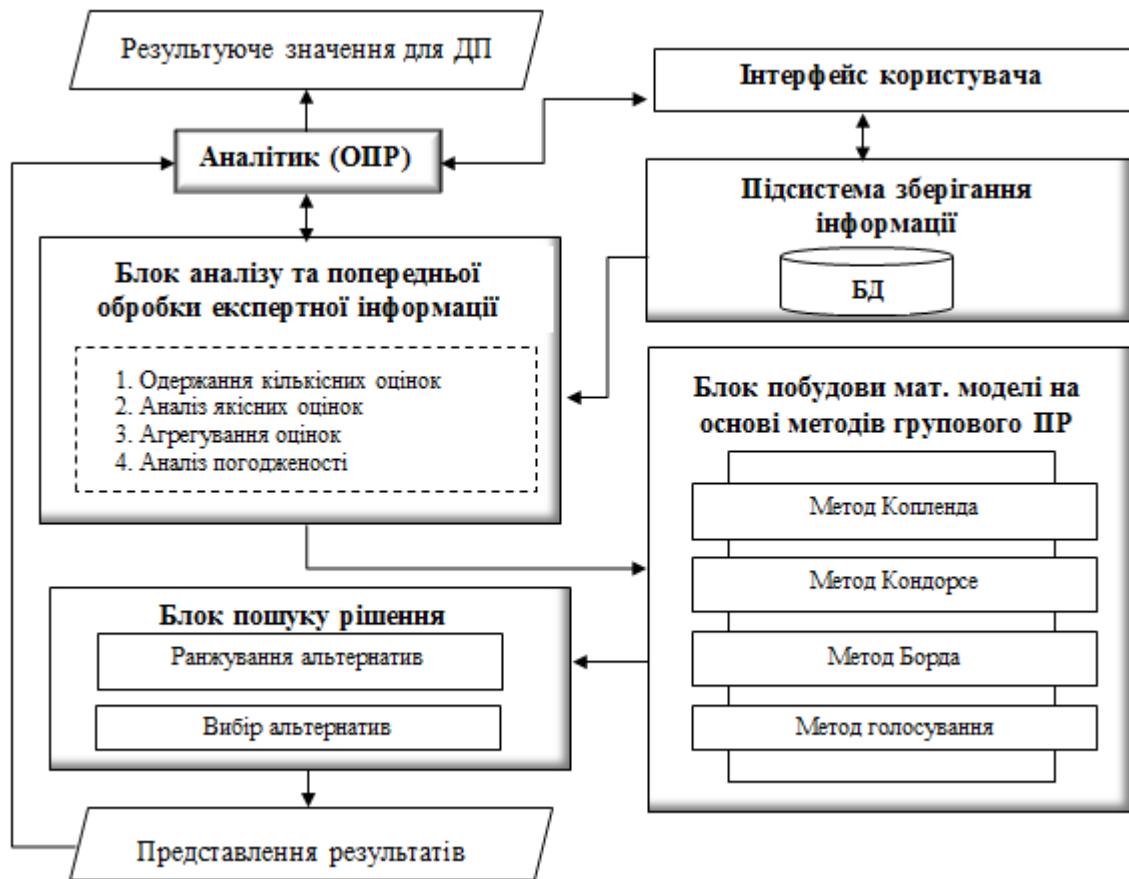 Результуюче значення для ДП
Інтерфейс користувача
Аналітик (ОПР)
Підсистема зберігання
інформації
БД
Блок аналізу та попередньої
обробки експертної інформації
1. Одержання кількісних оцінок
2. Аналіз якісних оцінок
3. Агрегування оцінок
4. Аналіз погодженості
Блок побудови мат. моделі на
основі методів групового ПР
Метод Копленда
Метод Кондорсе
Метод Борда
Метод голосування
Блок пошуку рішення
Ранжування альтернатив
Вибір альтернатив
Представлення результатів